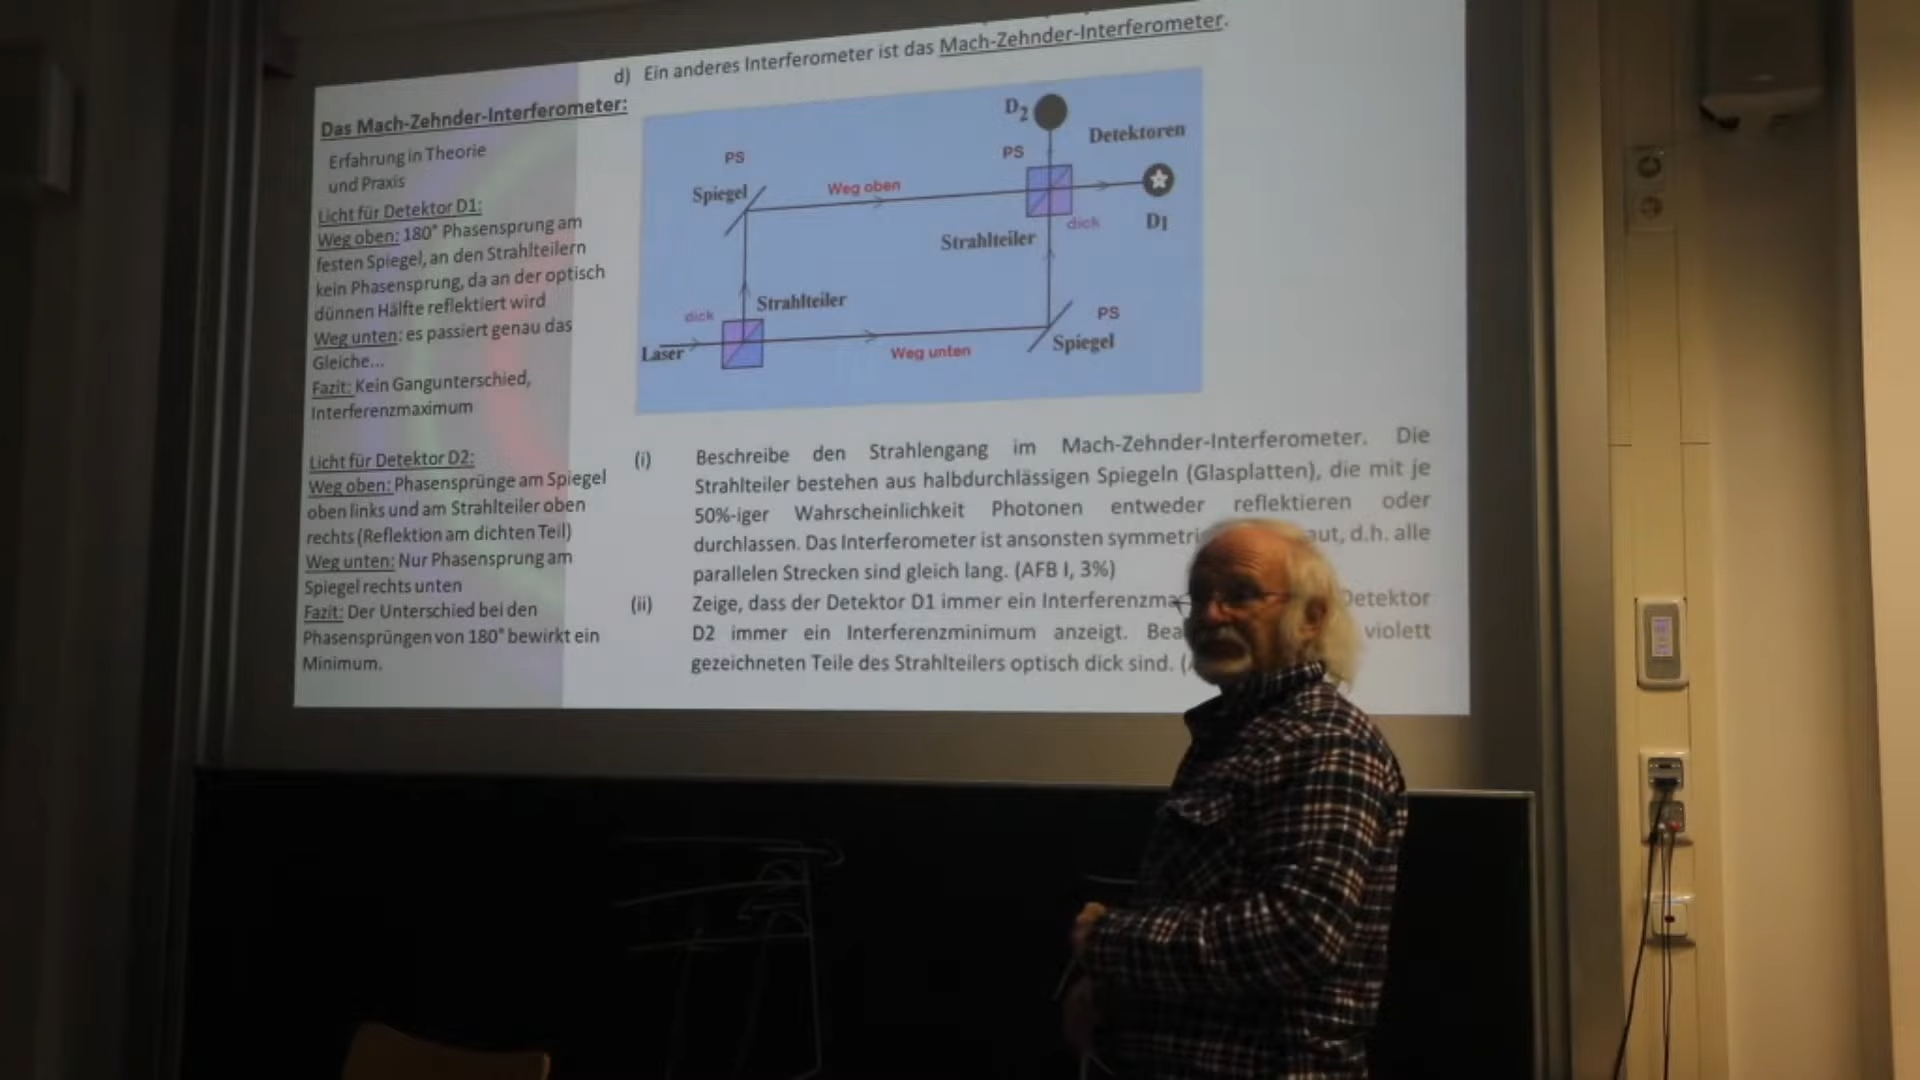 d) Ein anderes Interferometer ist das Mach-Zehnder-Interferometer.
Das Mach-Zehnder-Interferometer:
Erfahrung in Theorie
und Praxis
Licht für Detektor D1:
Weg oben: 180° Phasensprung am
festen Spiegel, an den Strahlteilern
kein Phasensprung, da an der optisch
dünnen Hälfte reflektiert wird
Weg unten: es passiert genau das
Gleiche...
Fazit: Kein Gangunterschied,
Interferenzmaximum
Licht für Detektor D2:
Weg oben: Phasensprünge am Spiegel
oben links und am Strahlteiler oben
rechts (Reflektion am dichten Teil)
Weg unten: Nur Phasensprung am
Spiegel rechts unten
Fazit: Der Unterschied bei den
Phasensprüngen von 180° bewirkt ein
Minimum.
D2
Detektoren
PS
PS
Spiegel
Weg oben
dick
D1
Strahlteiler
Strahlteiler
dick
PS
Laser
Weg unten
Spiegel
(i) Beschreibe den Strahlengang im Mach-Zehnder-Interferometer. Die
Strahlteiler bestehen aus halbdurchlässigen Spiegeln (Glasplatten), die mit je
50%-iger Wahrscheinlichkeit Photonen entweder reflektieren oder
durchlassen. Das Interferometer ist ansonsten symmetri aut, d.h. alle
parallelen Strecken sind gleich lang. (AFB I, 3%)
(ii) Zeige, dass der Detektor D1 immer ein Interferenzma Detektor
D2 immer ein Interferenzminimum anzeigt. Bea violett
gezeichneten Teile des Strahlteilers optisch dick sind. (